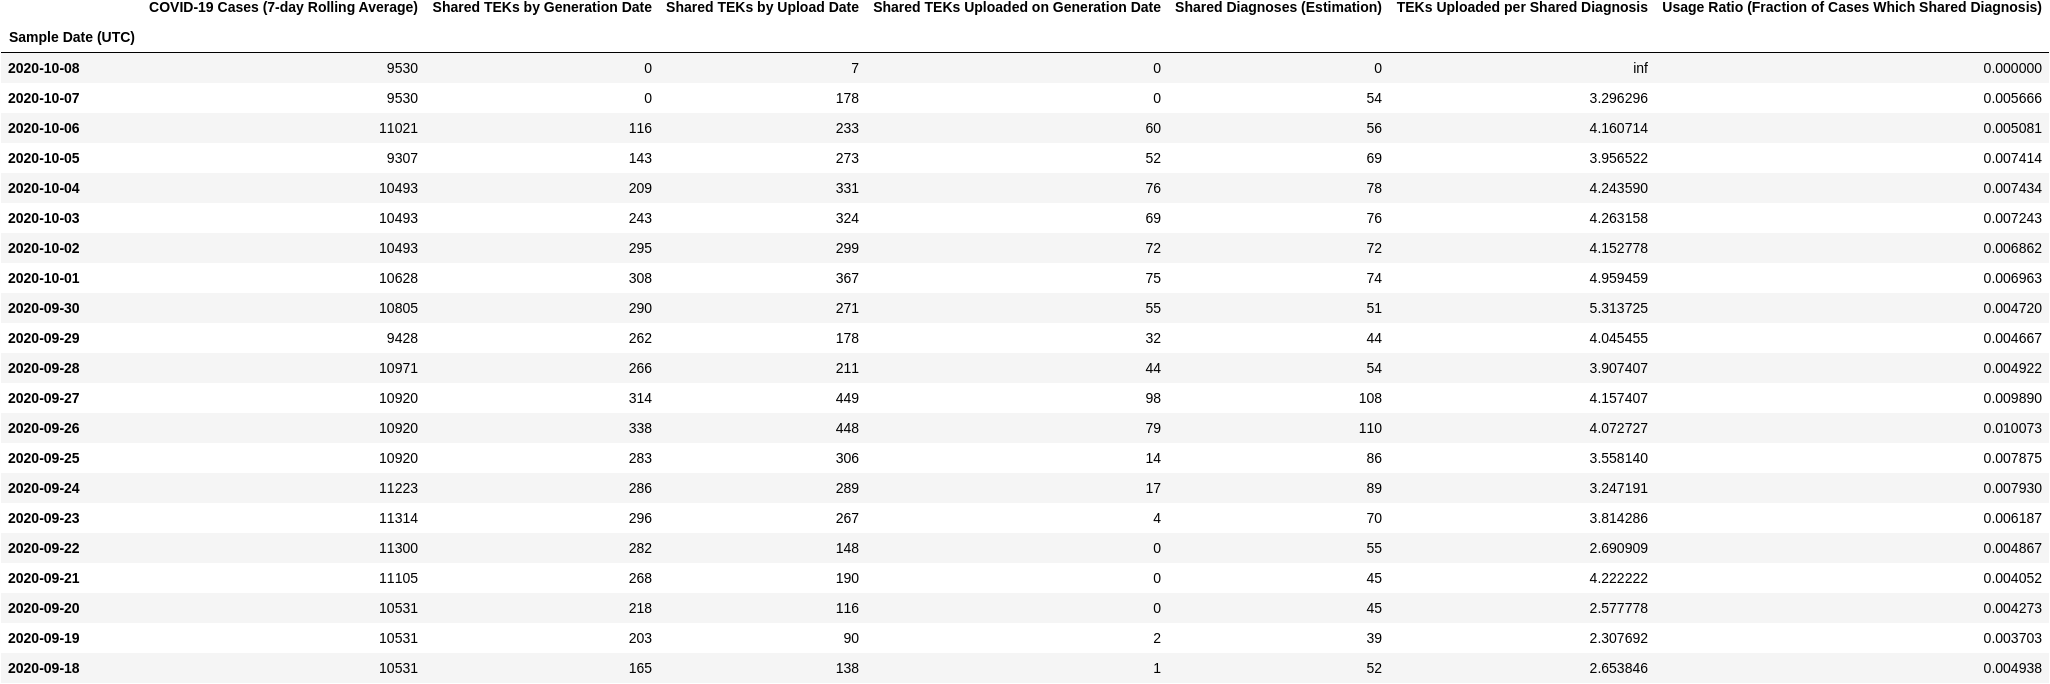 COVID-19 Cases (7-day Rolling Average) Shared TEKs by Generation Date Shared TEKs by Upload Date Shared TEKs Uploaded on Generation Date Shared Diagnoses (Estimation) TEKs Uploaded per Shared Diagnosis Usage Ratio (Fraction of Cases Which Shared Diagnosis)
Sample Date (UTC)
2020-10-08 9530 0 7 0 0 inf 0.000000
2020-10-07 9530 0 178 0 54 3.296296 0.005666
2020-10-06 11021 116 233 60 56 4.160714 0.005081
2020-10-05 9307 143 273 52 69 3.956522 0.007414
2020-10-04 10493 209 331 76 78 4.243590 0.007434
2020-10-03 10493 243 324 69 76 4.263158 0.007243
2020-10-02 10493 295 299 72 72 4.152778 0.006862
2020-10-01 10628 308 367 75 74 4.959459 0.006963
2020-09-30 10805 290 271 55 51 5.313725 0.004720
2020-09-29 9428 262 178 32 44 4.045455 0.004667
2020-09-28 10971 266 211 44 54 3.907407 0.004922
2020-09-27 10920 314 449 98 108 4.157407 0.009890
2020-09-26 10920 338 448 79 110 4.072727 0.010073
2020-09-25 10920 283 306 14 86 3.558140 0.007875
2020-09-24 11223 286 289 17 89 3.247191 0.007930
2020-09-23 11314 296 267 4 70 3.814286 0.006187
2020-09-22 11300 282 148 0 55 2.690909 0.004867
2020-09-21 11105 268 190 0 45 4.222222 0.004052
2020-09-20 10531 218 116 0 45 2.577778 0.004273
2020-09-19 10531 203 90 2 39 2.307692 0.003703
2020-09-18 10531 165 138 1 52 2.653846 0.004938